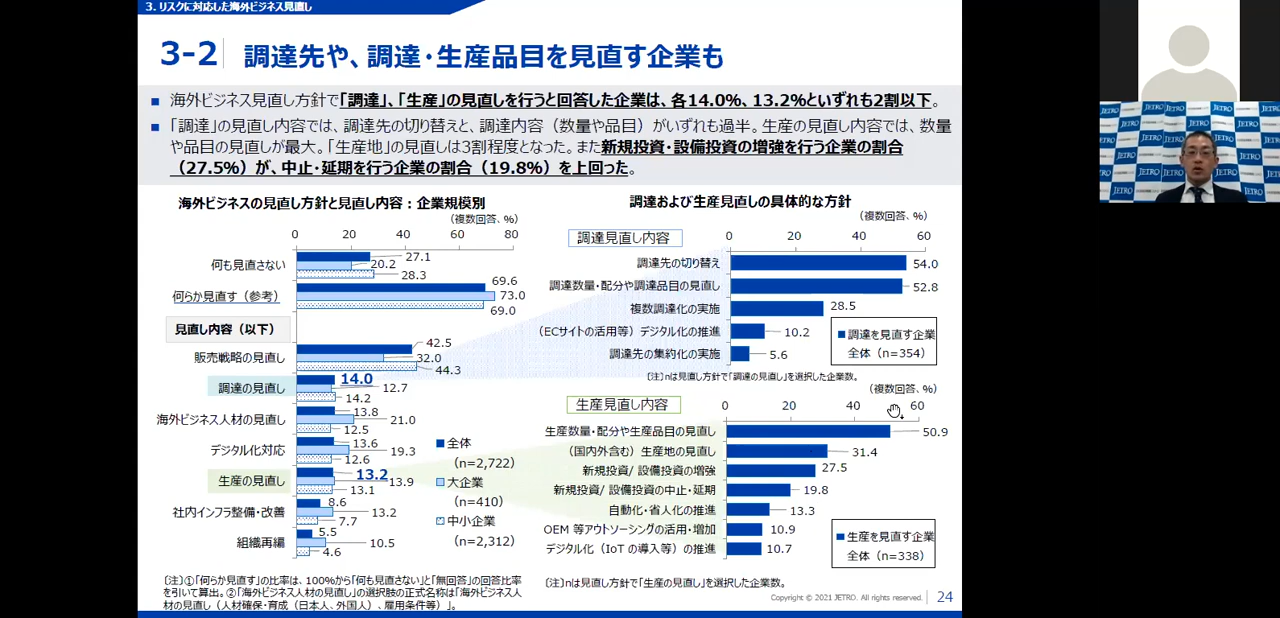 3. リスクに対応した海外ビジネス見直し
3-2 調達先や、調達・生産品目を見直す企業も
■ 海外ビジネス見直し方針で「調達」、「生産」の見直しを行うと回答した企業は、各14.0%、13.2%といずれも2割以下。
■ 「調達」の見直し内容では、調達先の切り替えと、調達内容（数量や品目）がいずれも過半。生産の見直し内容では、数量
や品目の見直しが最大。「生産地」の見直しは3割程度となった。また新規投資・設備投資の増強を行う企業の割合
（27.5%）が、中止・延期を行う企業の割合（19.8%）を上回った。
海外ビジネスの見直し方針と見直し内容：企業規模別
（複数回答、%）
0 20 40 60 80
何も見直さない 27.1 20.2 28.3
何らか見直す（参考） 69.6 73.0 69.0
見直し内容（以下）
販売戦略の見直し 42.5 32.0 44.3
調達の見直し 14.0 12.7 14.2
海外ビジネス人材の見直し 13.8 21.0 12.5
デジタル化対応 13.6 19.3 12.6
生産の見直し 13.2 13.9 13.1
社内インフラ整備・改善 8.6 13.2 7.7
組織再編 5.5 10.5 4.6
全体
（n=2,722）
大企業
（n=410）
中小企業
（n=2,312）
〔注〕①「何らか見直す」の比率は、100%から「何も見直さない」と「無回答」の回答比率
を引いて算出。②「海外ビジネス人材の見直し」の選択肢の正式名称は「海外ビジネス人
材の見直し（人材確保・育成（日本人、外国人）、雇用条件等）」。
調達および生産見直しの具体的な方針
（複数回答、%）
調達見直し内容
0 20 40 60
調達先の切り替え 54.0
調達数量・配分や調達品目の見直し 52.8
複数調達化の実施 28.5
（ECサイトの活用等）デジタル化の推進 10.2
調達先の集約化の実施 5.6
調達を見直す企業
全体（n=354）
〔注〕nは見直し方針で「調達の見直し」を選択した企業数。
（複数回答、%）
生産見直し内容
0 20 40 60
生産数量・配分や生産品目の見直し 50.9
（国内外含む）生産地の見直し 31.4
新規投資/ 設備投資の増強 27.5
新規投資/ 設備投資の中止・延期 19.8
自動化・省人化の推進 13.3
OEM 等アウトソーシングの活用・増加 10.9
デジタル化（IoT の導入等）の推進 10.7
生産を見直す企業
全体（n=338）
〔注〕nは見直し方針で「生産の見直し」を選択した企業数。
Copyright © 2021 JETRO. All rights reserved. 24
JETRO